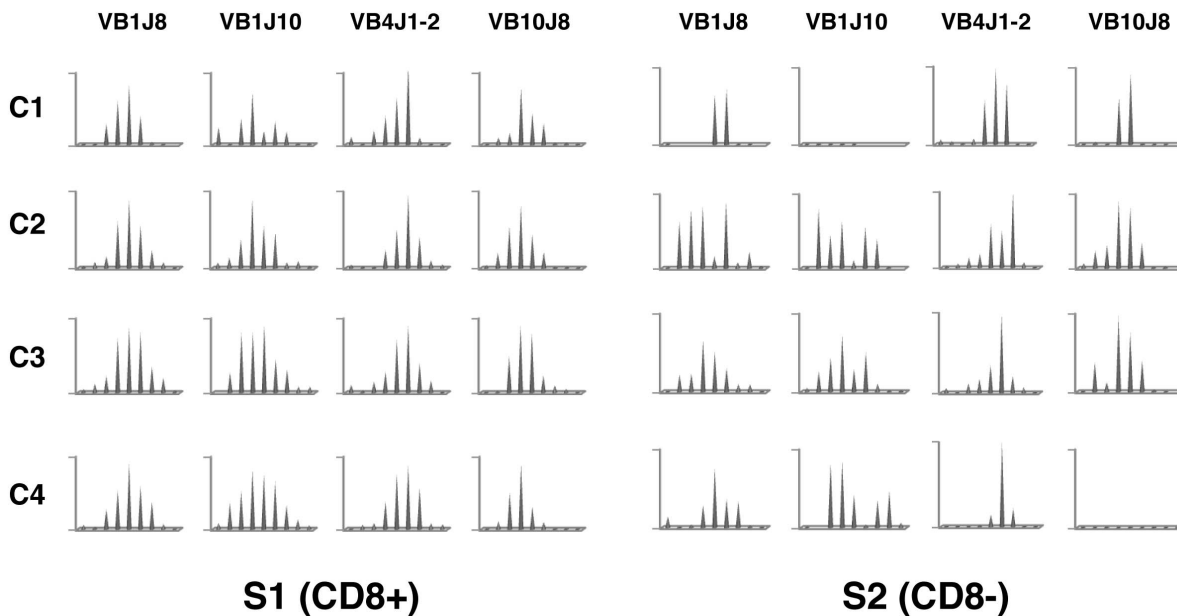 VB1J8 VB1J10 VB4J1-2 VB10J8 VB1J8 VB1J10 VB4J1-2 VB10J8
C1
C2
C3
C4
S1 (CD8+) S2 (CD8-)